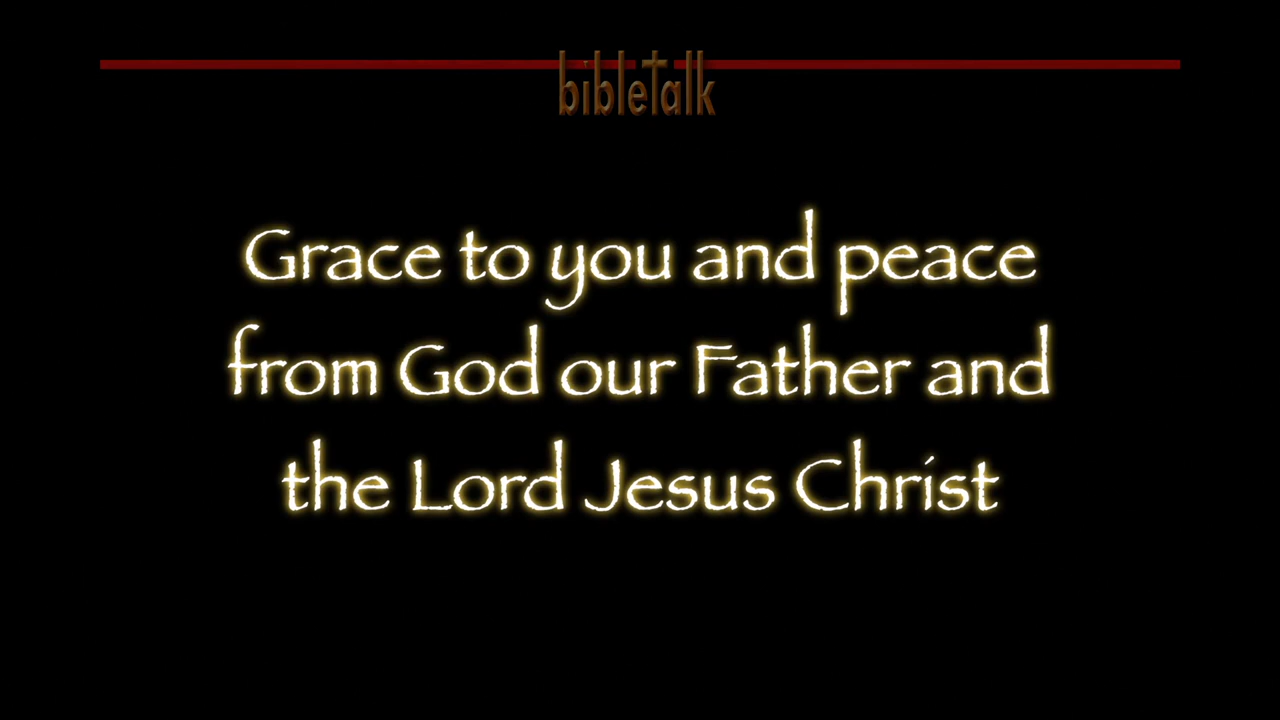 bibleTalk
Grace to you and peace
from God our Father and
the Lord Jesus Christ